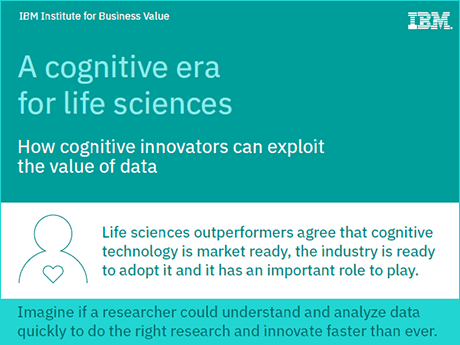 IBM Institute for Business Value
IBM
A cognitive era
for life sciences
How cognitive innovators can exploit
the value of data
Life sciences outperformers agree that cognitive
technology is market ready, the industry is ready
to adopt it and it has an important role to play.
Imagine if a researcher could understand and analyze data
quickly to do the right research and innovate faster than ever.